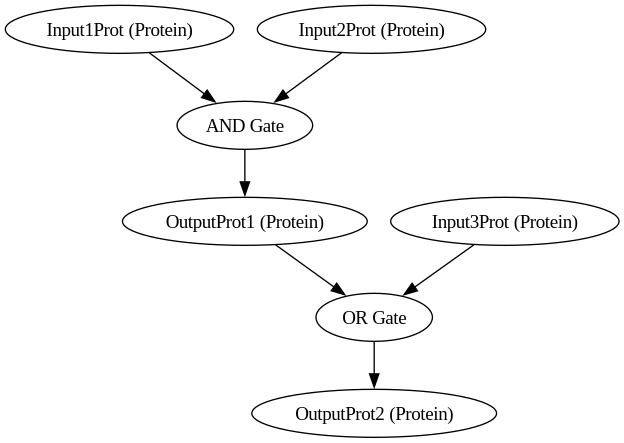 Input1Prot (Protein)
Input2Prot (Protein)
AND Gate
OutputProt1 (Protein)
Input3Prot (Protein)
OR Gate
OutputProt2 (Protein)